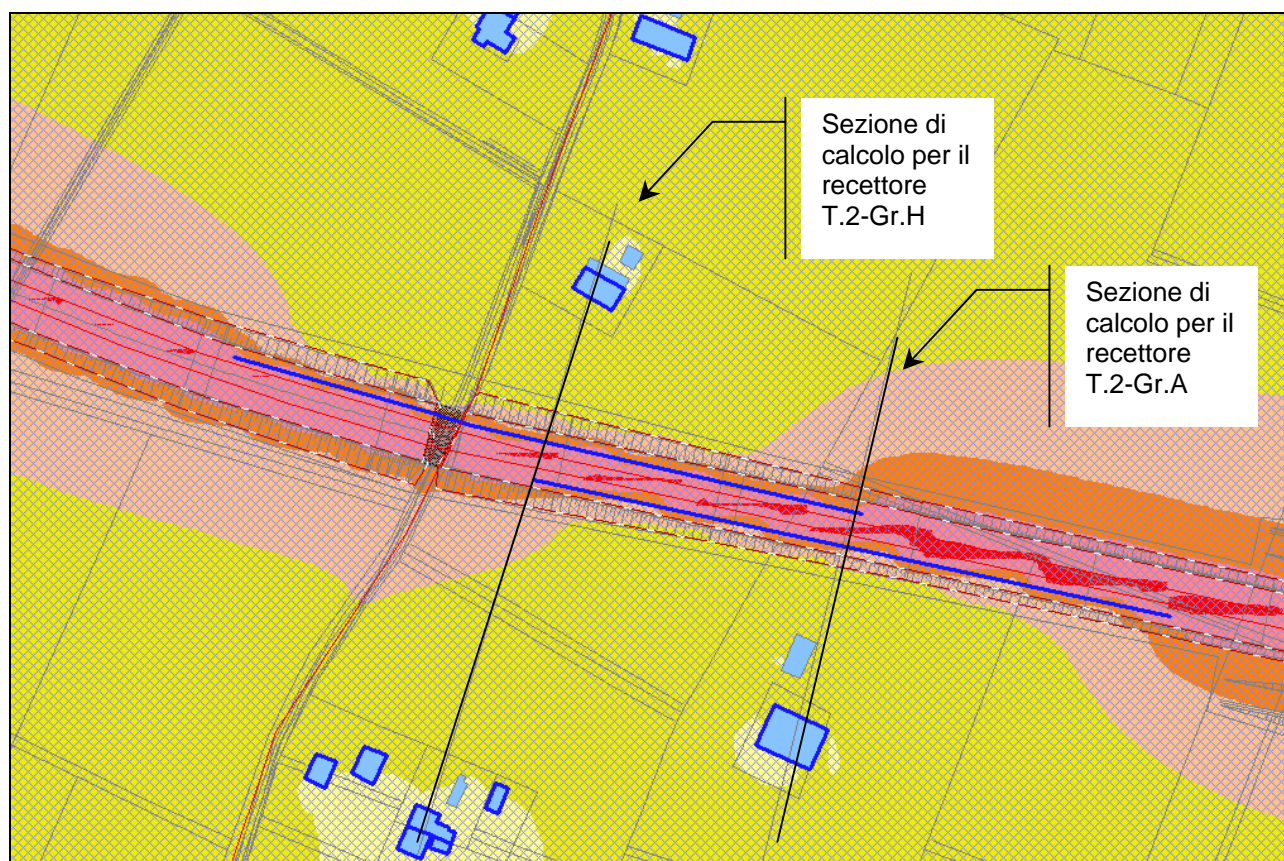 Sezione di
calcolo per il
recettore
T.2-Gr.H
Sezione di
calcolo per il
recettore
T.2-Gr.A